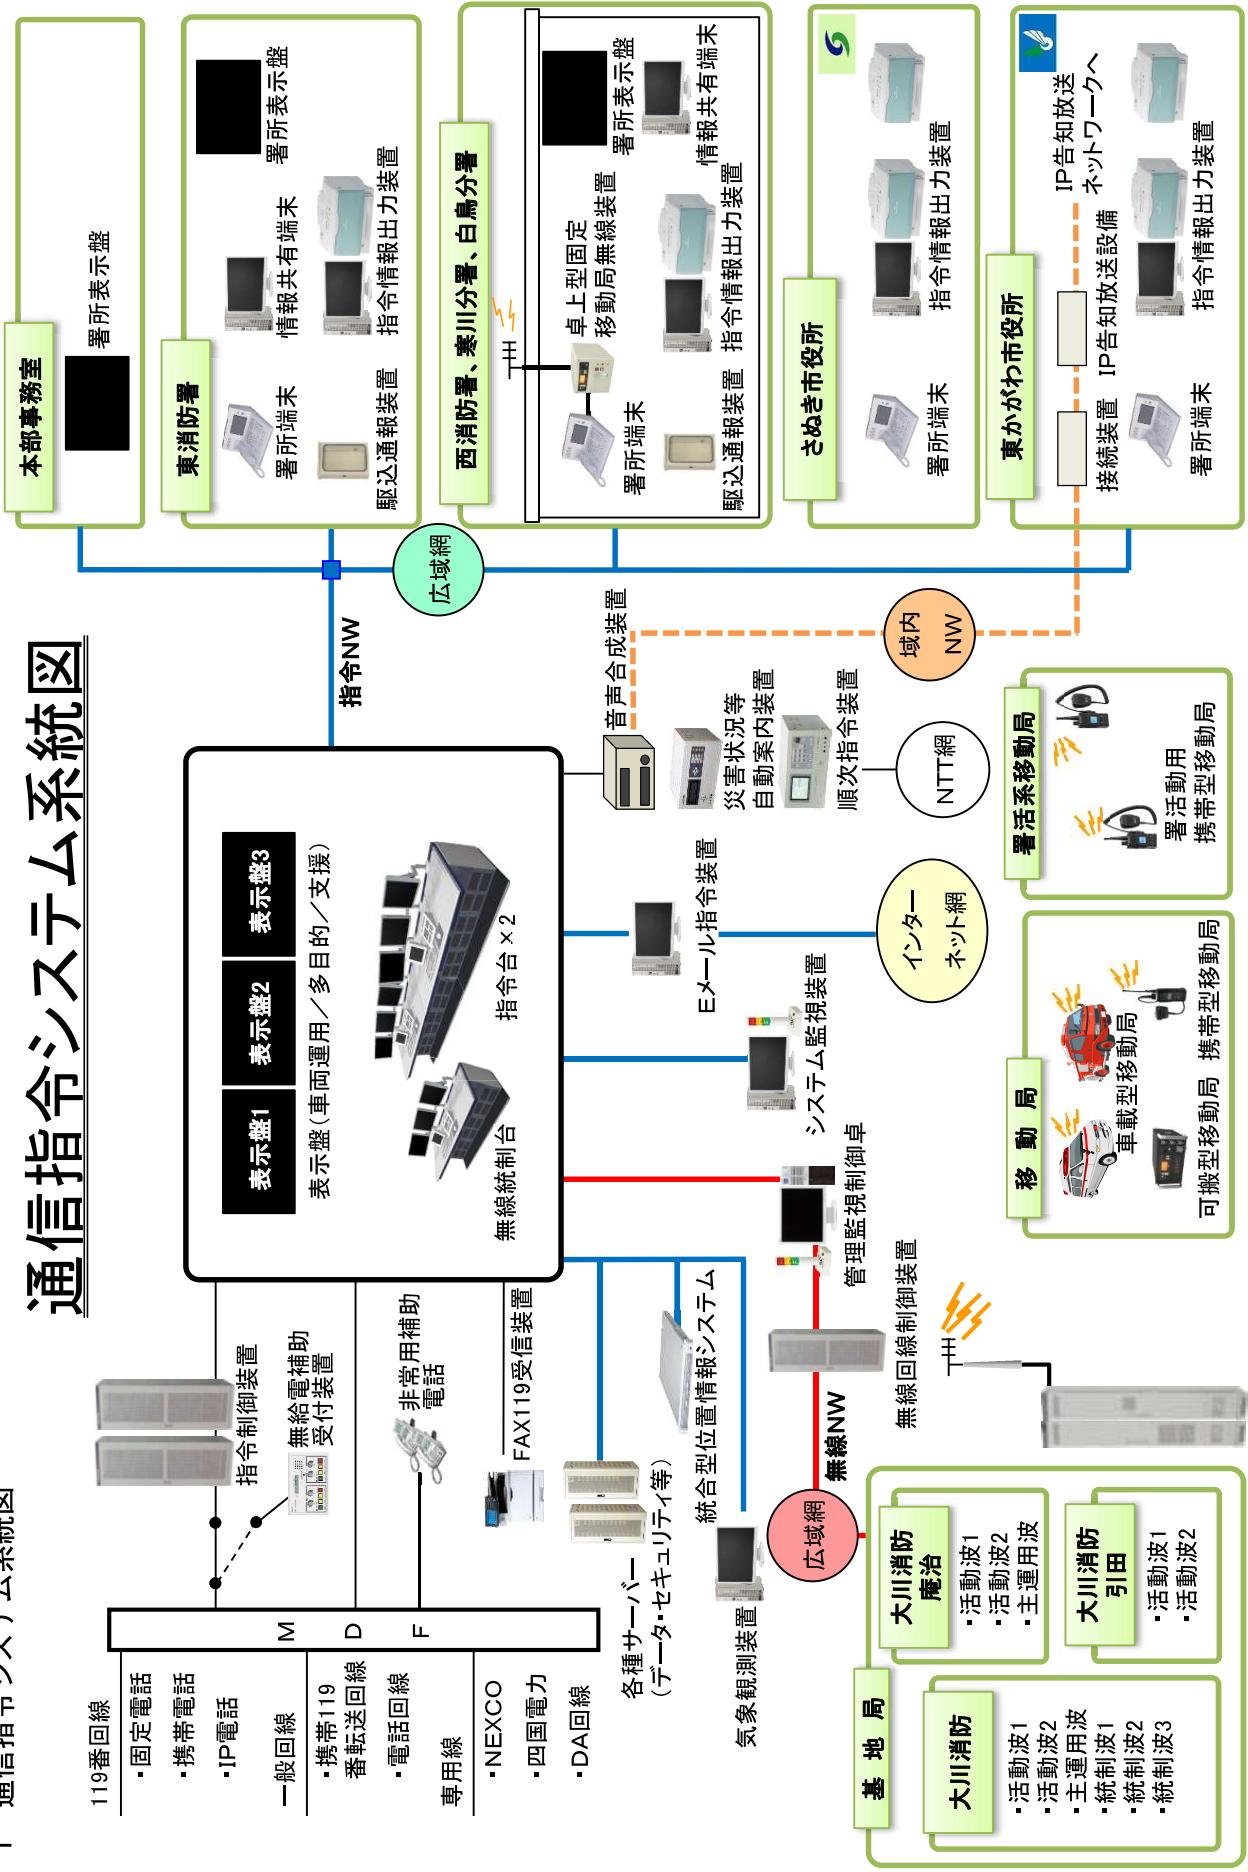 通信指令システム系統図
通信指令システム系統図
119番回線
・固定電話
・携帯電話
・IP電話
一般回線
・携帯119
番転送回線
・電話回線
専用線
・NEXCO
・四国電力
・DA回線
M
D
F
指令制御装置
無給電補助
受付装置
非常用補助
電話
FAX119受信装置
各種サーバー
(データ・セキュリティ等)
統合型位置情報システム
気象観測装置
表示盤1
表示盤2
表示盤3
表示盤(車両運用/多目的/支援)
無線統制台
指令台×2
指令NW
広域網
本部事務室
署所表示盤
東消防署
署所端末
情報共有端末
署所表示盤
駆込通報装置
指令情報出力装置
西消防署、寒川分署、白鳥分署
卓上型固定
移動局無線装置
署所表示盤
署所端末
情報共有端末
駆込通報装置
指令情報出力装置
さぬき市役所
署所端末
指令情報出力装置
東かがわ市役所
接続装置
IP告知放送設備
IP告知放送
ネットワークへ
署所端末
指令情報出力装置
音声合成装置
域内
NW
災害状況等
自動案内装置
順次指令装置
NTT網
Eメール指令装置
インター
ネット網
システム監視装置
管理監視制御卓
無線回線制御装置
無線NW
広域網
署活系移動局
署活動用
携帯型移動局
移動局
車載型移動局
可搬型移動局
携帯型移動局
基地局
大川消防
・活動波1
・活動波2
・主運用波
・統制波1
・統制波2
・統制波3
大川消防
庵治
・活動波1
・活動波2
・主運用波
大川消防
引田
・活動波1
・活動波2